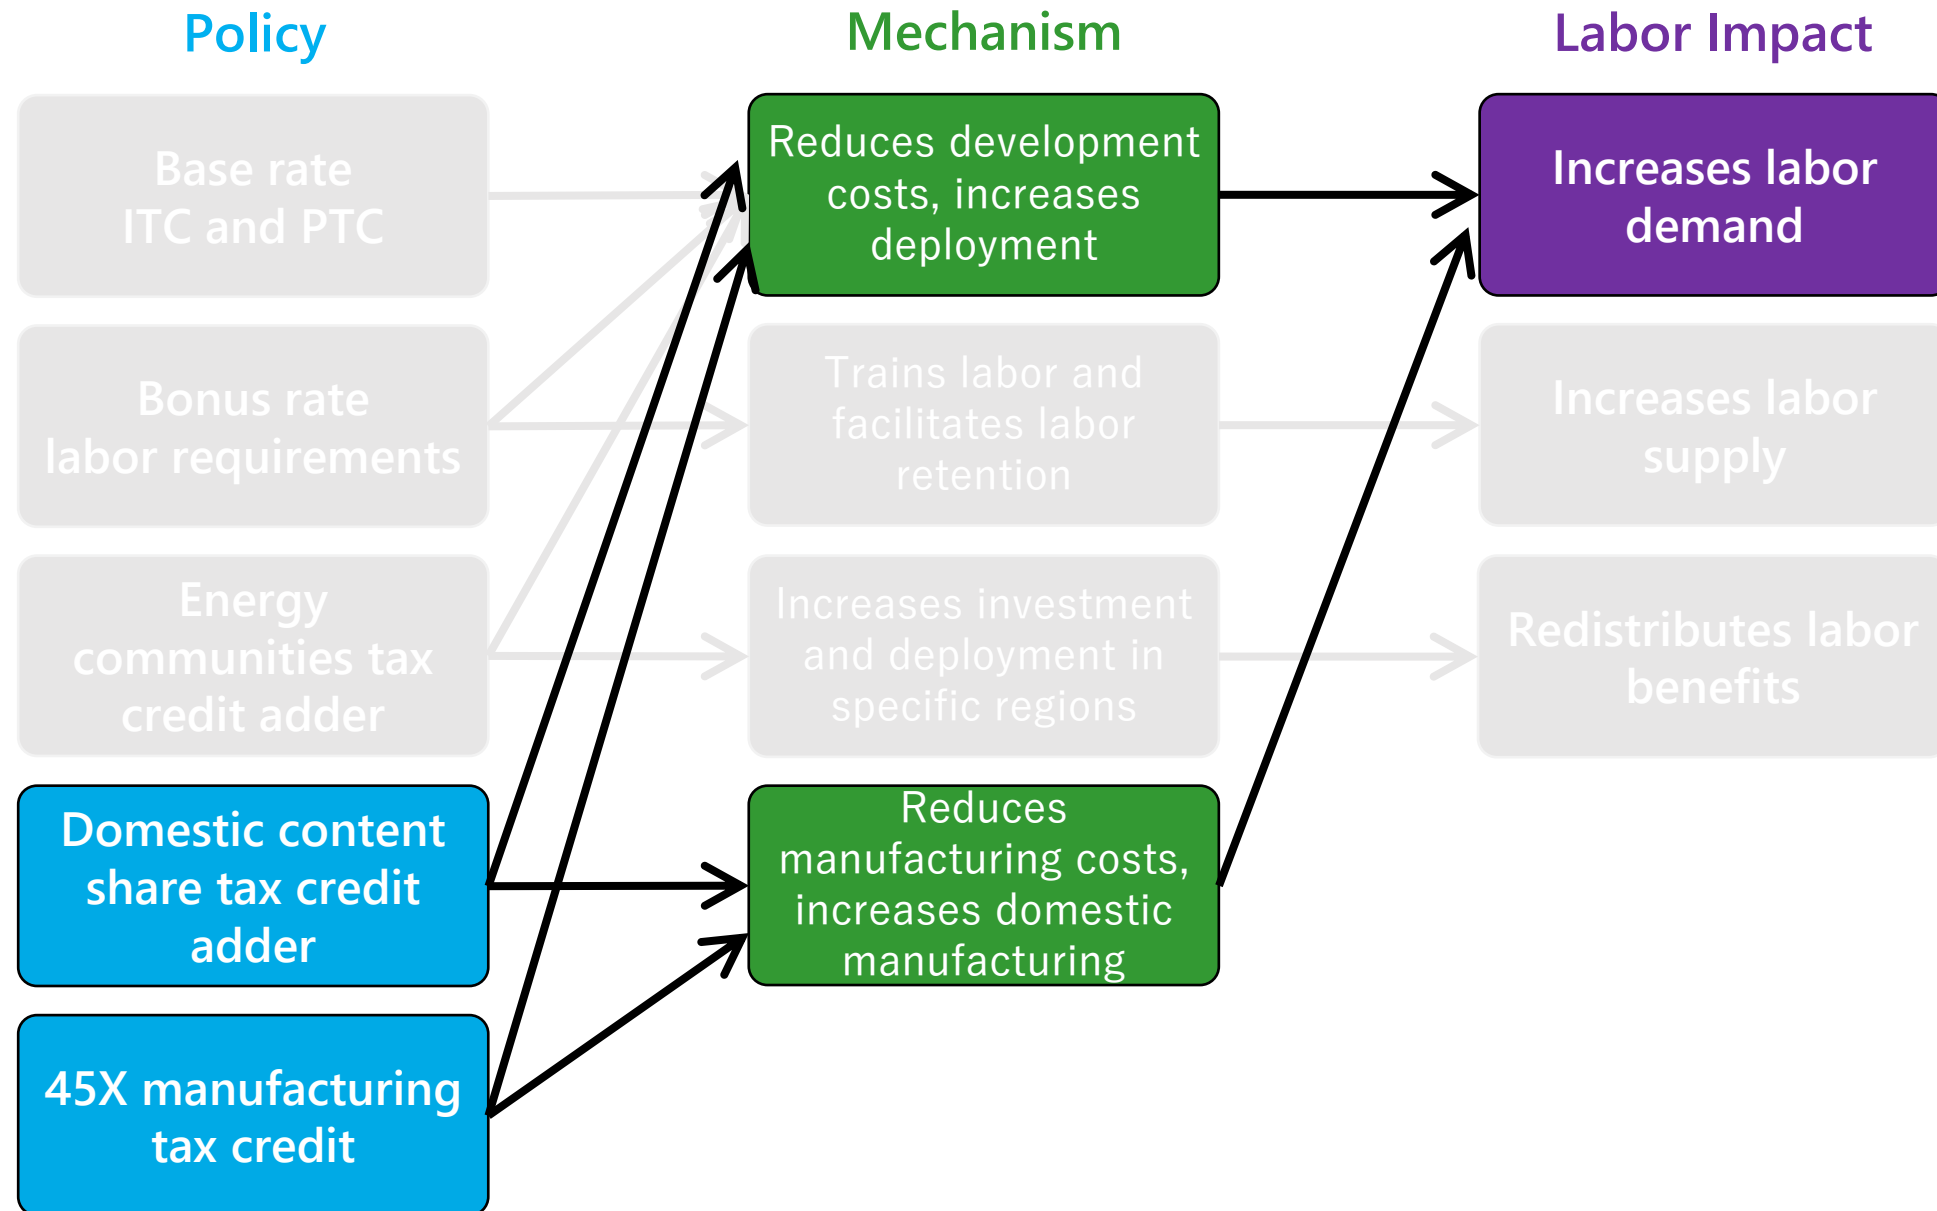 Policy
Mechanism
Labor Impact
Base rate
ITC and PTC
Reduces development
costs, increases
deployment
Increases labor
demand
Bonus rate
labor requirements
Trains labor and
facilitates labor
retention
Increases labor
supply
Energy
communities tax
credit adder
Increases investment
and deployment in
specific regions
Redistributes labor
benefits
Domestic content
share tax credit
adder
Reduces
manufacturing costs,
increases domestic
manufacturing
45X manufacturing
tax credit